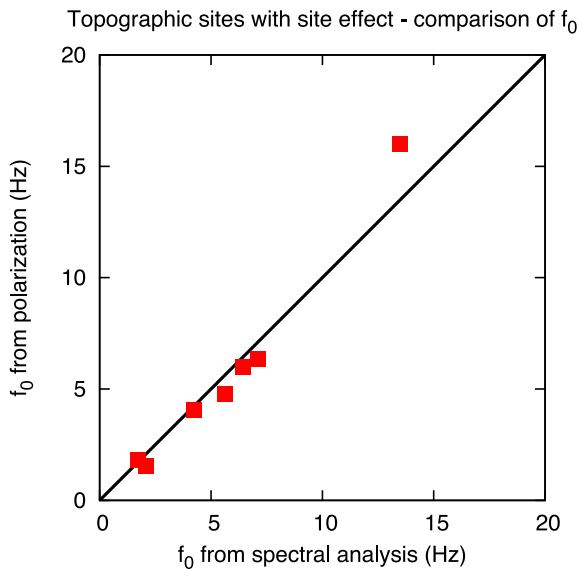 Topographic sites with site effect - comparison of f₀
20
15
10
5
0
f₀ from polarization (Hz)
0 5 10 15 20
f₀ from spectral analysis (Hz)